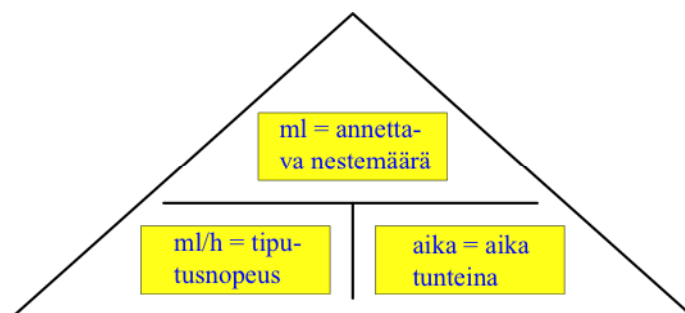 ml = annetta-
va nestemäärä
ml/h = tipu-
tusnopeus
aika = aika
tunteina